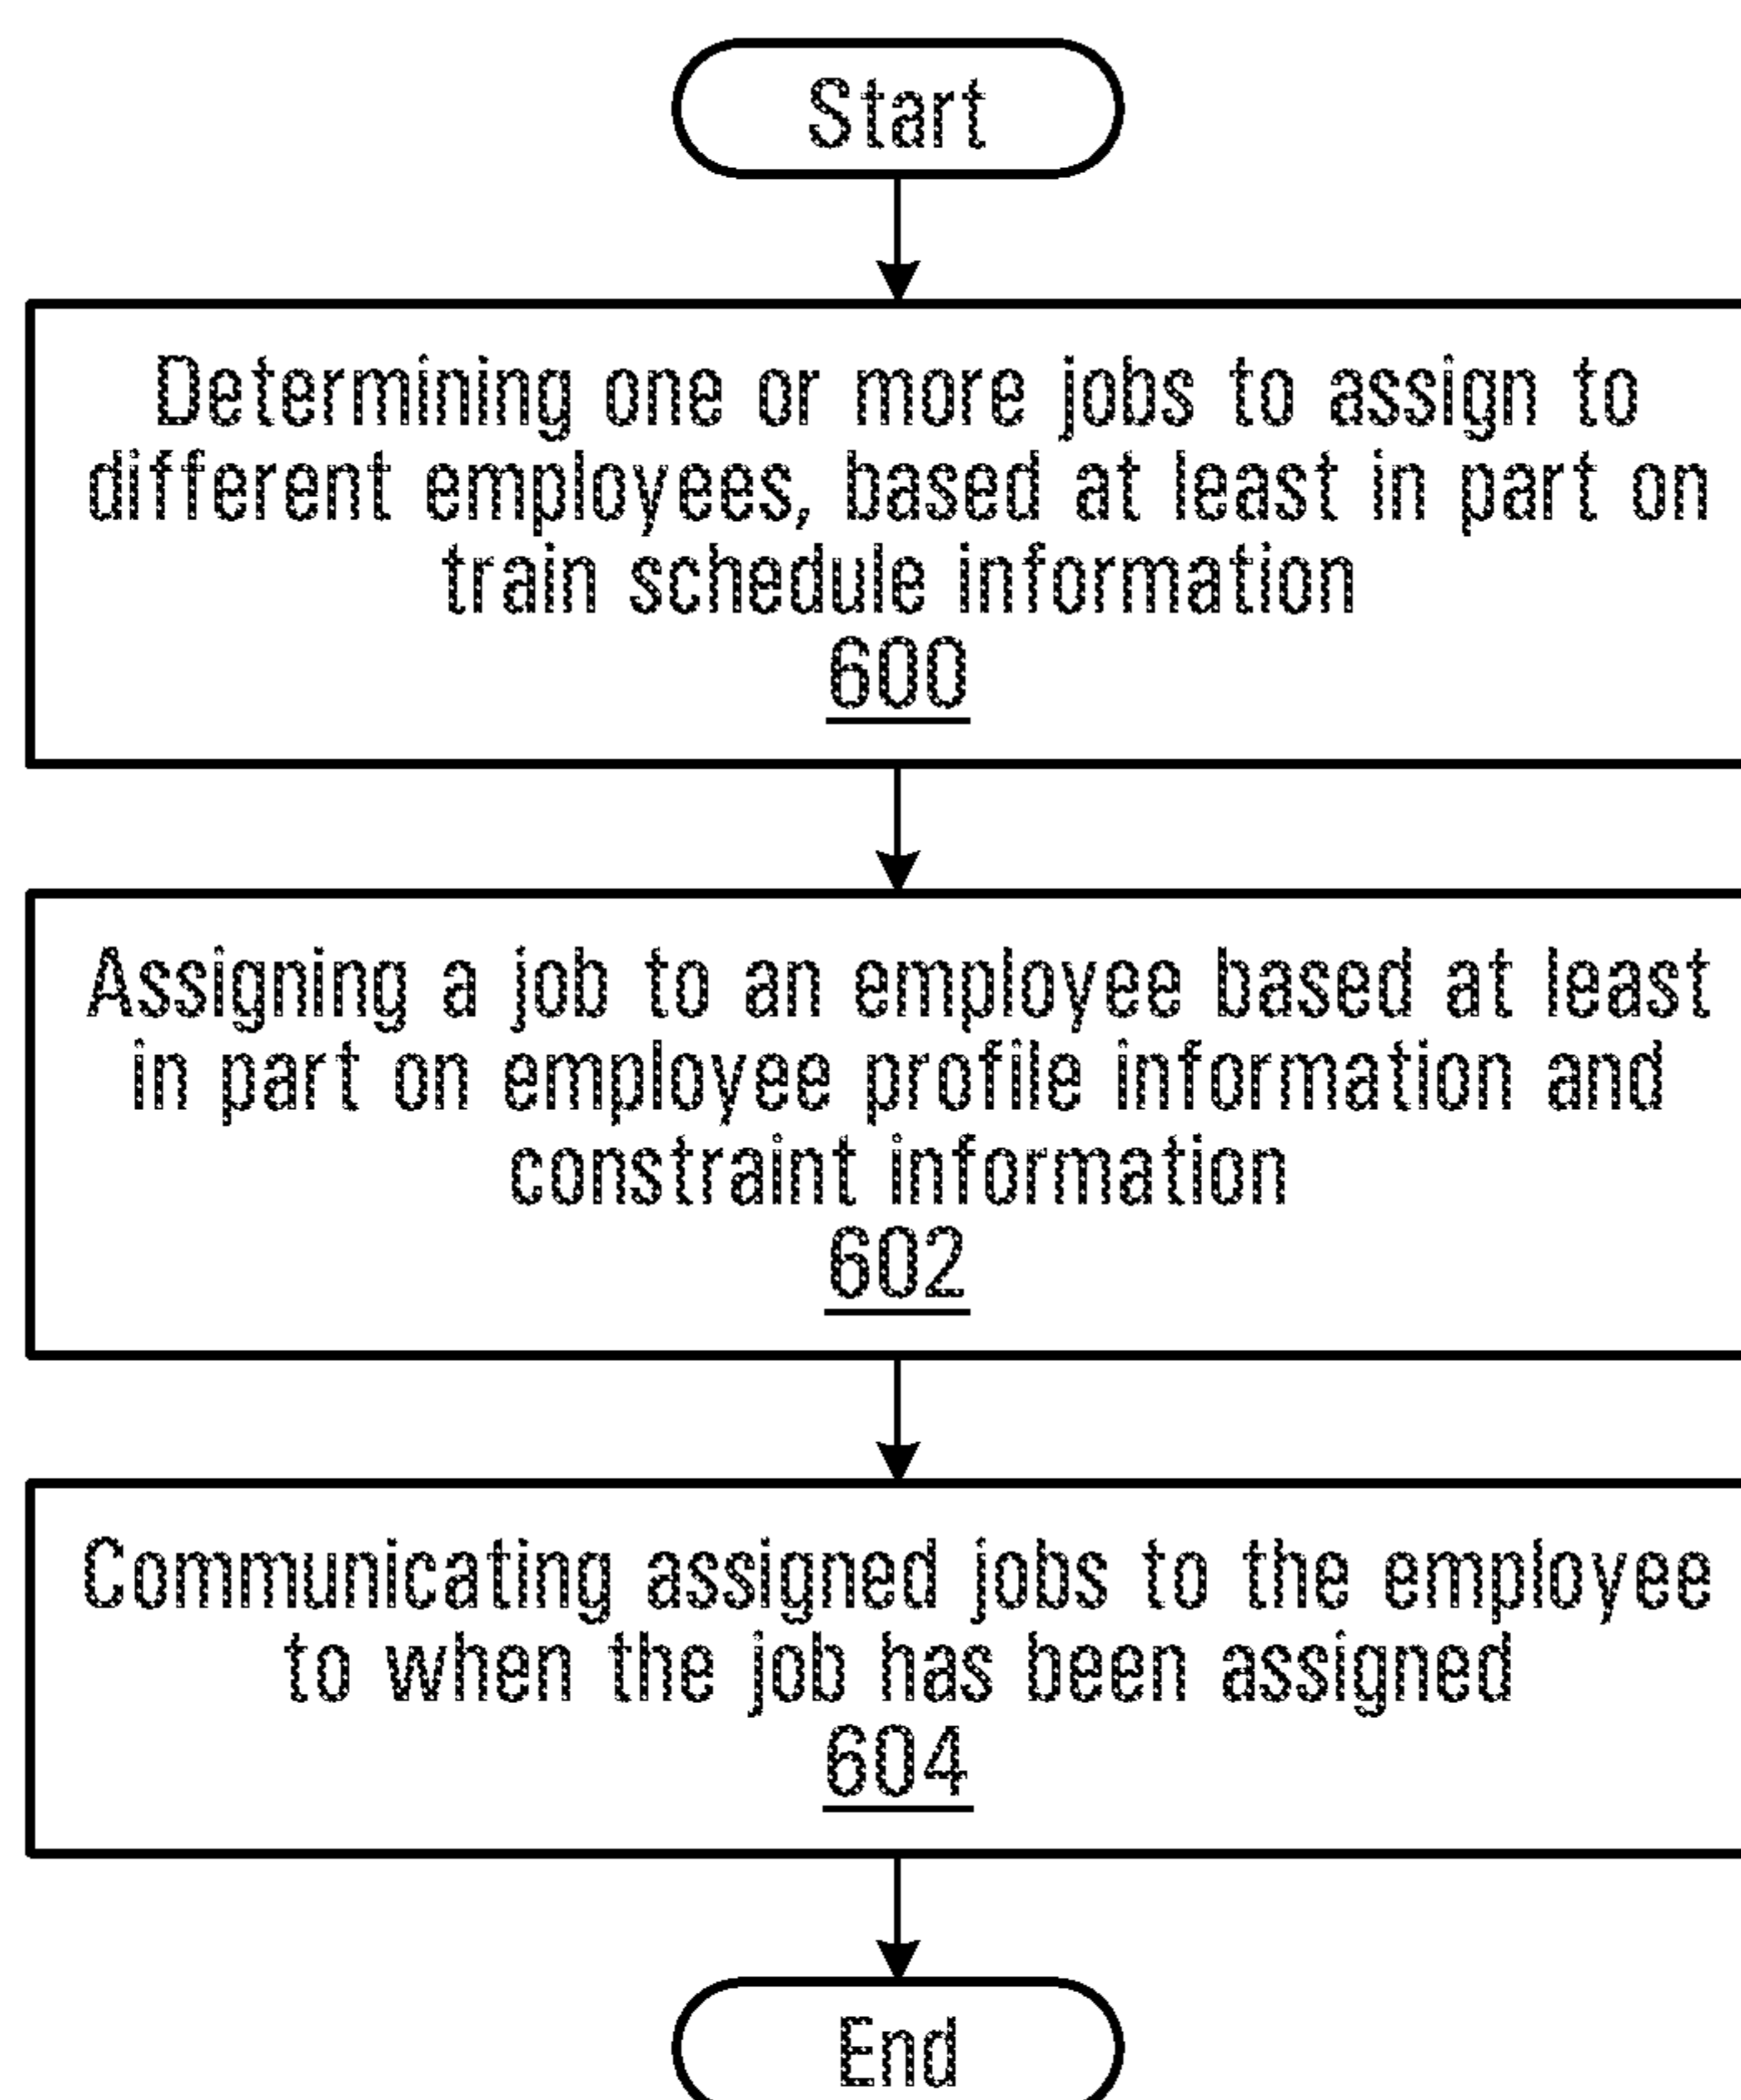 Start
Determining one or more jobs to assign to
different employees, based at least in part on
train schedule information
600
Assigning a job to an employee based at least
in part on employee profile information and
constraint information
602
Communicating assigned jobs to the employee
to when the job has been assigned
604
End